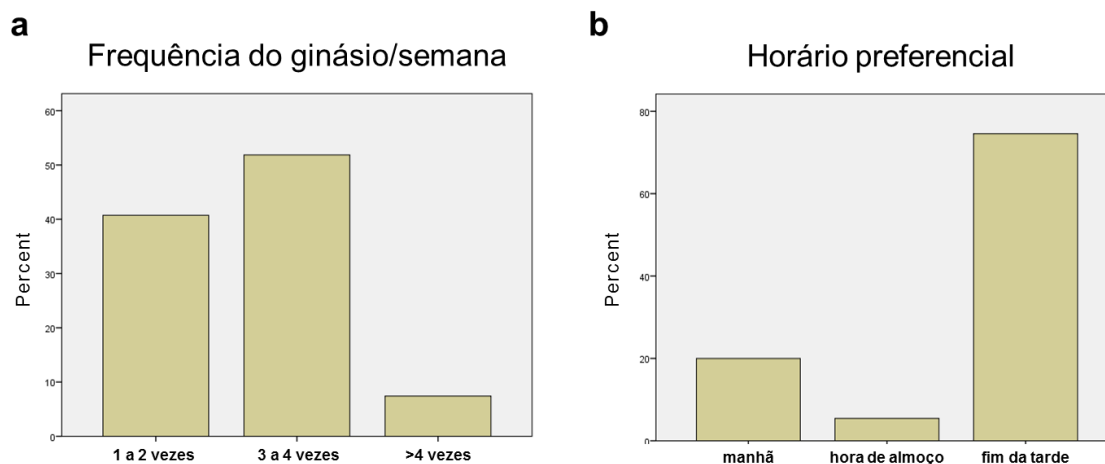 a
Frequência do ginásio/semana
60
50
40
30
20
10
0
Percent
1 a 2 vezes
3 a 4 vezes
>4 vezes
b
Horário preferencial
80
60
40
20
0
Percent
manhã
hora de almoço
fim da tarde